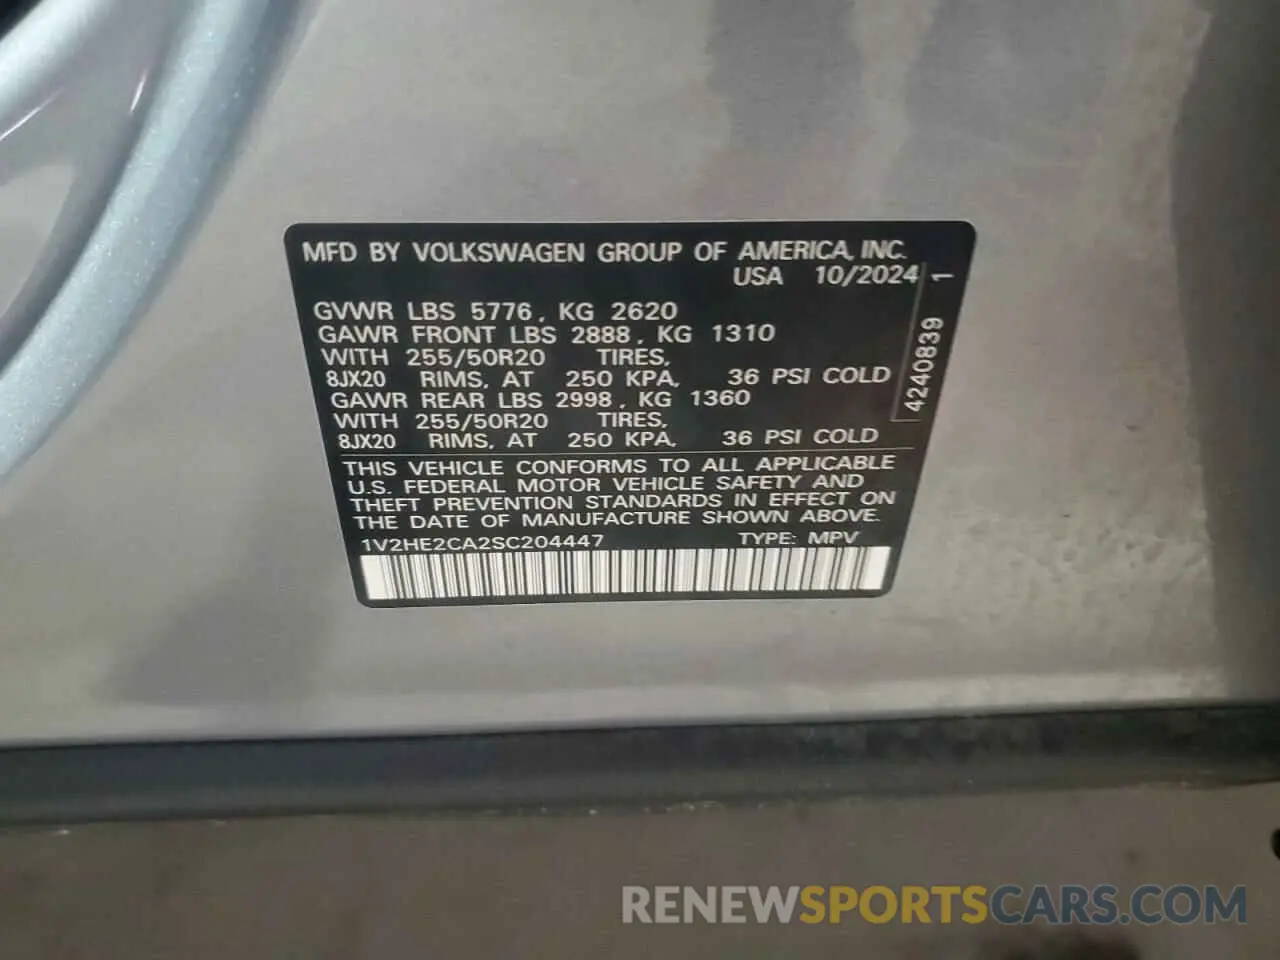 MFD BY VOLKSWAGEN GROUP OF AMERICA, INC.
USA 10/2024
GVWR LBS 5776, KG 2620
GAWR FRONT LBS 2888, KG 1310
WITH 255/50R20 TIRES,
8JX20 RIMS, AT 250 KPA, 36 PSI COLD
GAWR REAR LBS 2998, KG 1360
WITH 255/50R20 TIRES,
8JX20 RIMS, AT 250 KPA, 36 PSI COLD
4240839 1
THIS VEHICLE CONFORMS TO ALL APPLICABLE
U.S. FEDERAL MOTOR VEHICLE SAFETY AND
THEFT PREVENTION STANDARDS IN EFFECT ON
THE DATE OF MANUFACTURE SHOWN ABOVE.
1V2HE2CA2SC204447 TYPE: MPV
RENEWSPORTSCARS.COM